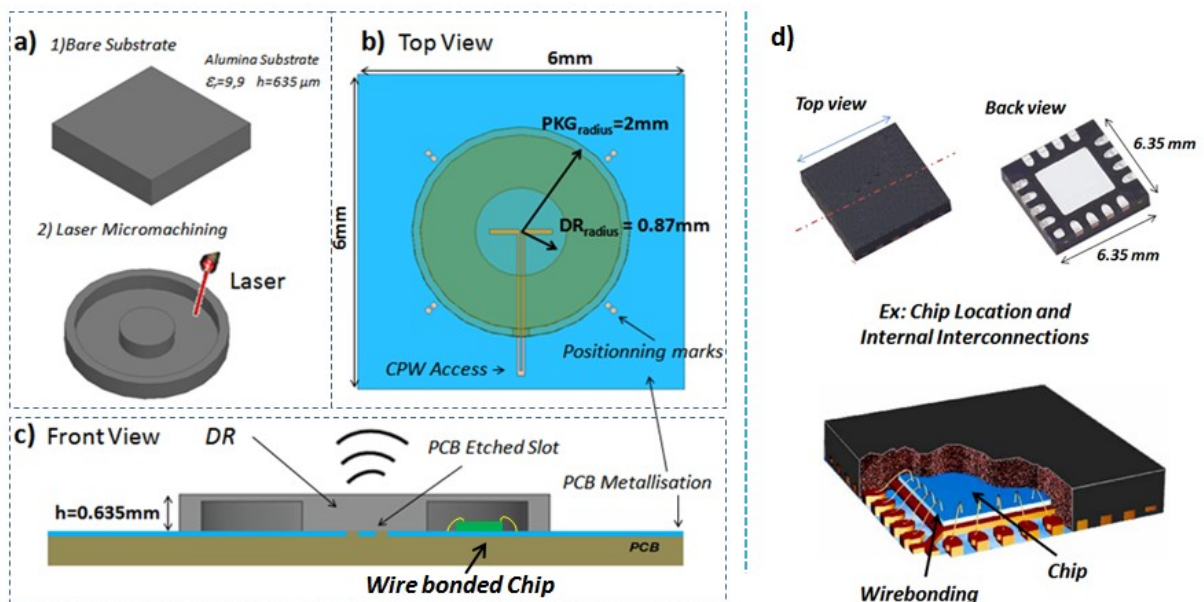 a)
1)Bare Substrate
Alumina Substrate
Ɛr=9,9 h=635 µm
2) Laser Micromachining
Laser
b) Top View
6mm
6mm
PKGradius=2mm
DRradius = 0.87mm
Positionning marks
CPW Access
c) Front View
DR
PCB Etched Slot
PCB Metallisation
h=0.635mm
PCB
Wire bonded Chip
d)
Top view
Back view
6.35 mm
6.35 mm
Ex: Chip Location and
Internal Interconnections
Chip
Wirebonding